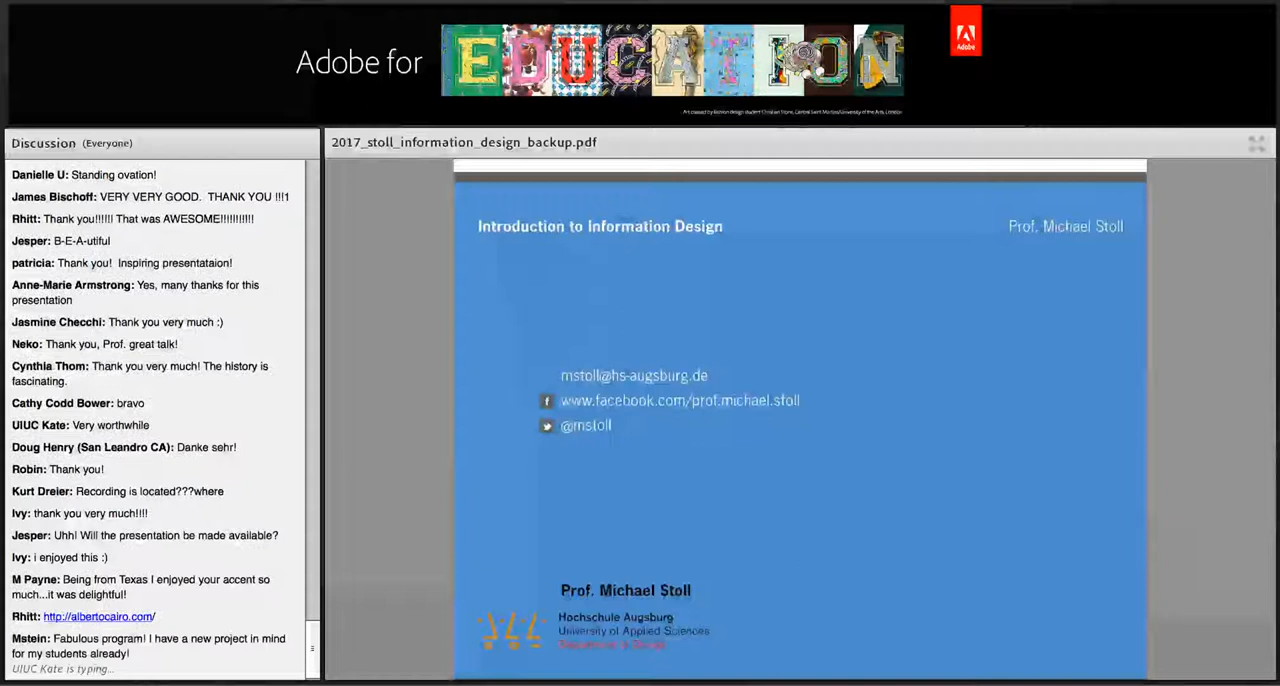 Adobe for EDUCATION
Adobe
Discussion (Everyone)
Danielle U: Standing ovation!
James Bischoff: VERY VERY GOOD. THANK YOU !!!1
Rhitt: Thank you!!!!!! That was AWESOME!!!!!!!!!!!
Jesper: B-E-A-utiful
patricia: Thank you! Inspiring presentataion!
Anne-Marie Armstrong: Yes, many thanks for this
presentation
Jasmine Checchi: Thank you very much :)
Neko: Thank you, Prof. great talk!
Cynthia Thom: Thank you very much! The history is
fascinating.
Cathy Codd Bower: bravo
UIUC Kate: Very worthwhile
Doug Henry (San Leandro CA): Danke sehr!
Robin: Thank you!
Kurt Dreier: Recording is located???where
Ivy: thank you very much!!!!
Jesper: Uhh! Will the presentation be made available?
Ivy: i enjoyed this :)
M Payne: Being from Texas I enjoyed your accent so
much...it was delightful!
Rhitt: http://albertocairo.com/
Mstein: Fabulous program! I have a new project in mind
for my students already!
UIUC Kate is typing...
2017_stoll_information_design_backup.pdf
Introduction to Information Design
Prof. Michael Stoll
mstoll@hs-augsburg.de
www.facebook.com/prof.michael.stoll
@mstoll
Prof. Michael Stoll
Hochschule Augsburg
University of Applied Sciences